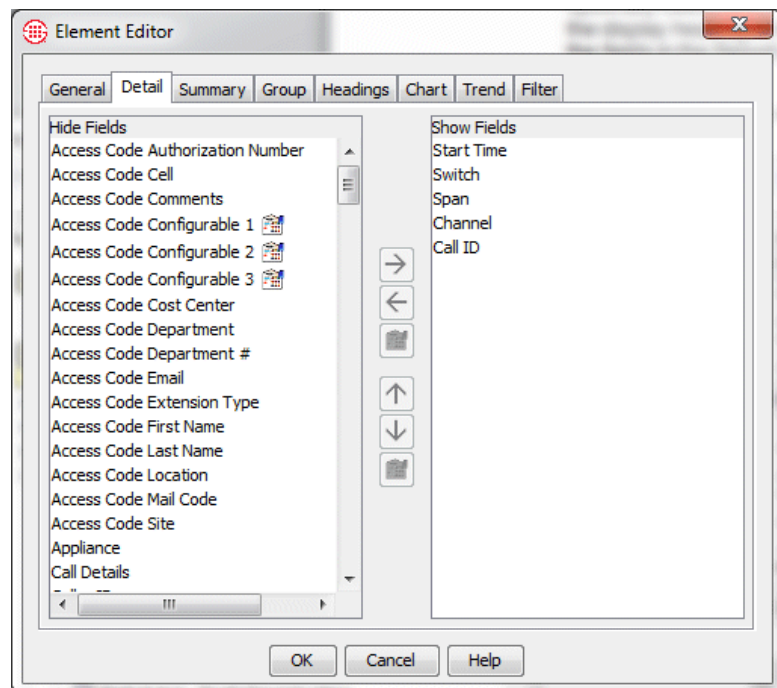 Element Editor
General Detail Summary Group Headings Chart Trend Filter
Hide Fields
Access Code Authorization Number
Access Code Cell
Access Code Comments
Access Code Configurable 1
Access Code Configurable 2
Access Code Configurable 3
Access Code Cost Center
Access Code Department
Access Code Department #
Access Code Email
Access Code Extension Type
Access Code First Name
Access Code Last Name
Access Code Location
Access Code Mail Code
Access Code Site
Appliance
Call Details
Show Fields
Start Time
Switch
Span
Channel
Call ID
OK Cancel Help